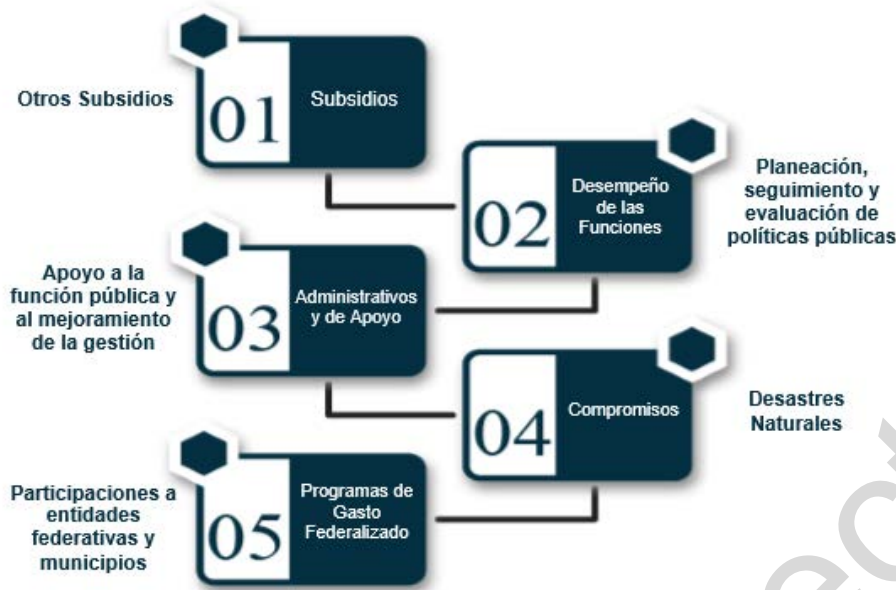 Otros Subsidios
01
Subsidios
02
Desempeño
de las
Funciones
Planeación,
seguimiento y
evaluación de
políticas públicas
Apoyo a la
función pública y
al mejoramiento
de la gestión
03
Administrativos
y de Apoyo
04
Compromisos
Desastres
Naturales
Participaciones a
entidades
federativas y
municipios
05
Programas de
Gasto
Federalizado